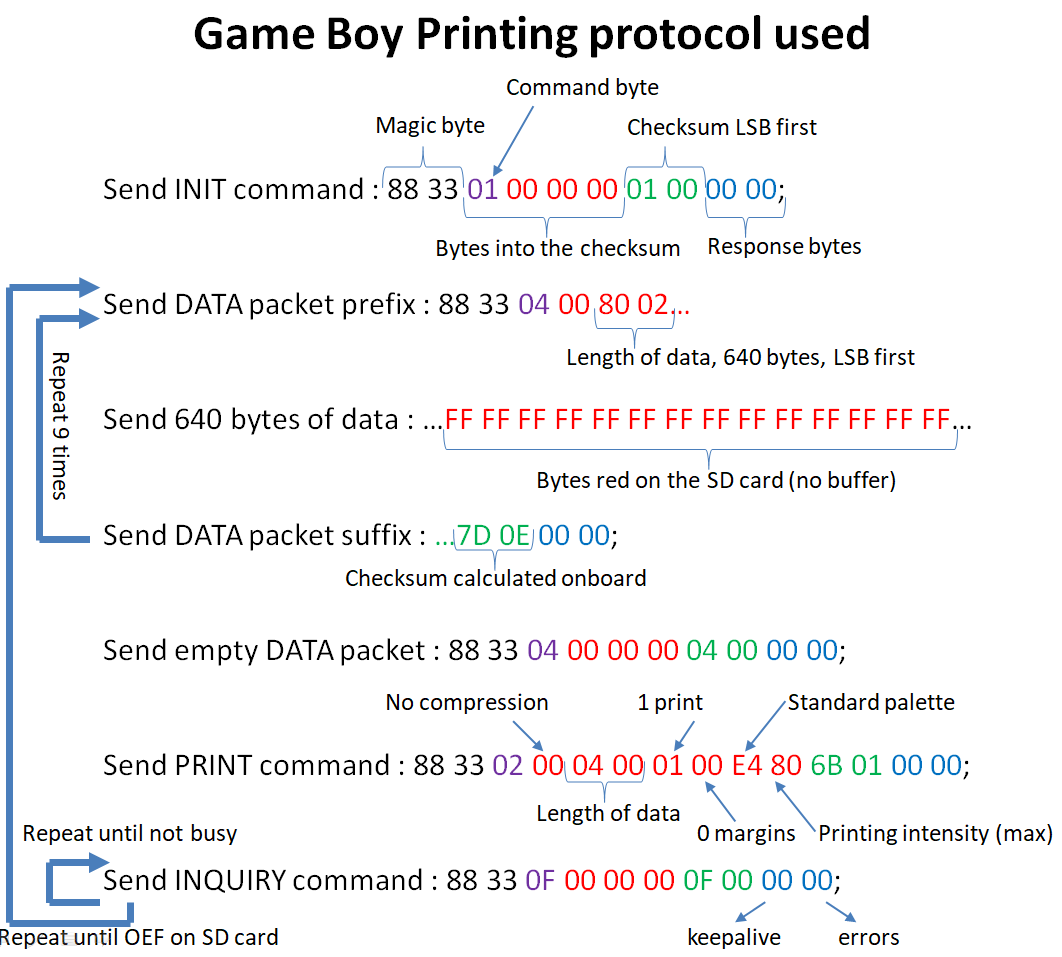 Game Boy Printing protocol used
Command byte
Magic byte
Checksum LSB first
Send INIT command : 88 33 01 00 00 00 01 00 00 00;
Bytes into the checksum
Response bytes
Send DATA packet prefix : 88 33 04 00 80 02...
Length of data, 640 bytes, LSB first
Repeat 9 times
Send 640 bytes of data : ...FF FF FF FF FF FF FF FF FF FF FF FF FF FF...
Bytes red on the SD card (no buffer)
Send DATA packet suffix : ...7D 0E 00 00;
Checksum calculated onboard
Send empty DATA packet : 88 33 04 00 00 00 04 00 00 00;
No compression
1 print
Standard palette
Send PRINT command : 88 33 02 00 04 00 01 00 E4 80 6B 01 00 00;
Length of data
0 margins
Printing intensity (max)
Repeat until not busy
Send INQUIRY command : 88 33 0F 00 00 00 0F 00 00 00;
Repeat until OEF on SD card
keepalive
errors